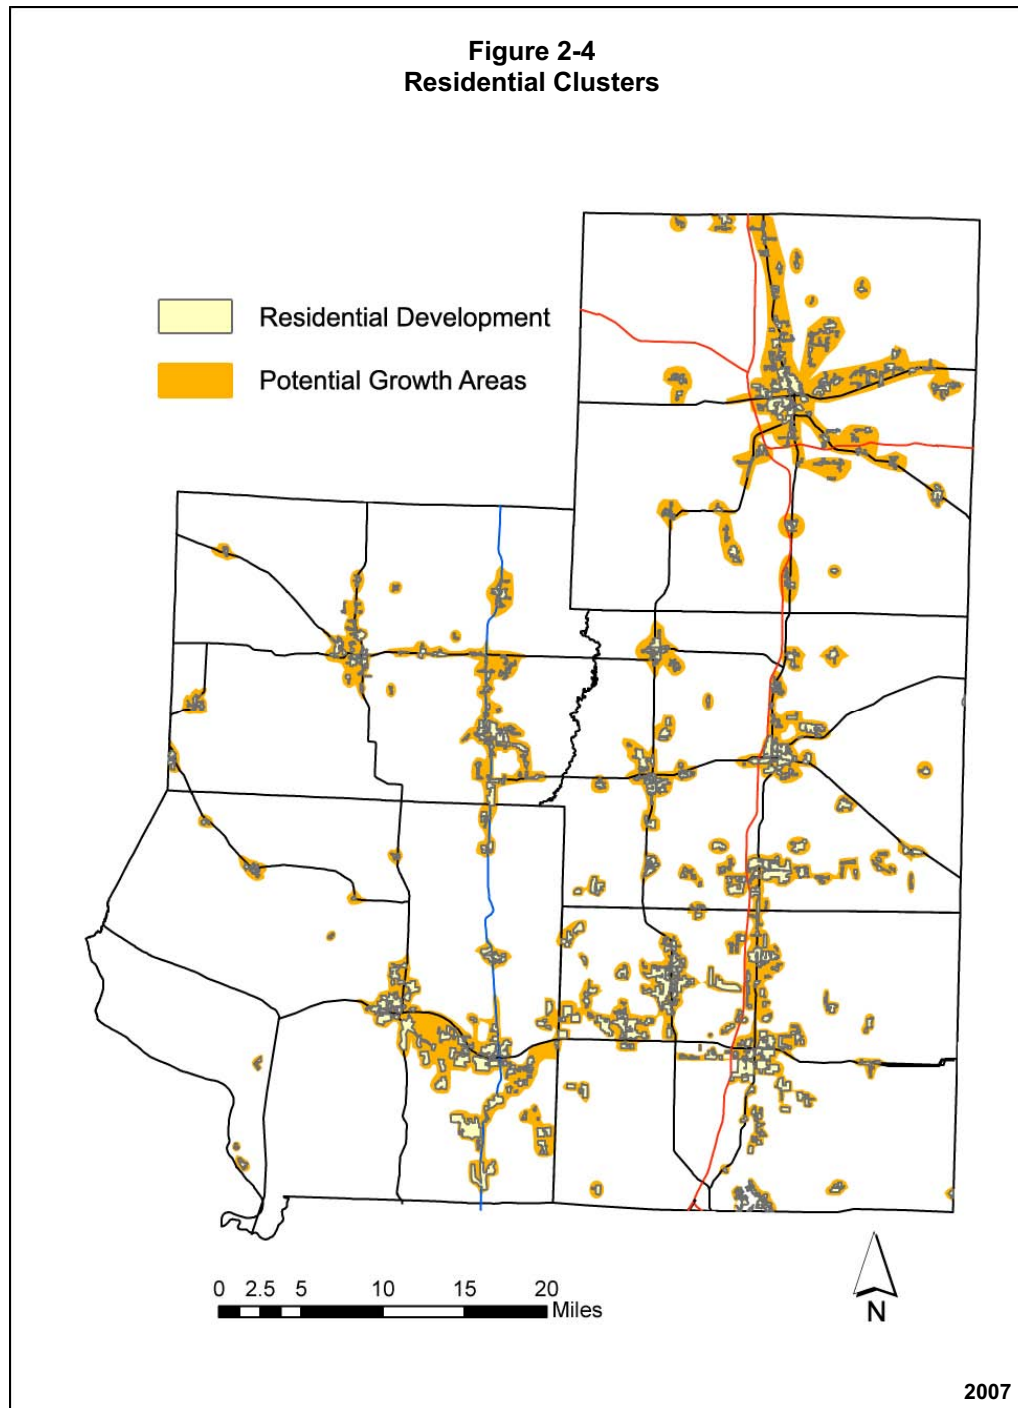 Figure 2-4
Residential Clusters
Residential Development
Potential Growth Areas
0 2.5 5 10 15 20
Miles
N
2007